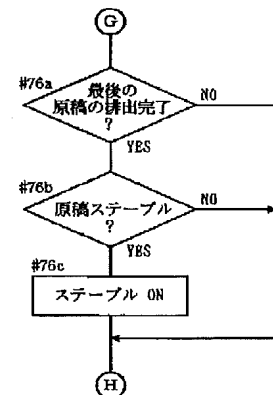 G
#76a
最後の
原稿の排出完了
?
NO
YES
#76b
原稿ステープル
?
NO
YES
#76c
ステープル ON
H